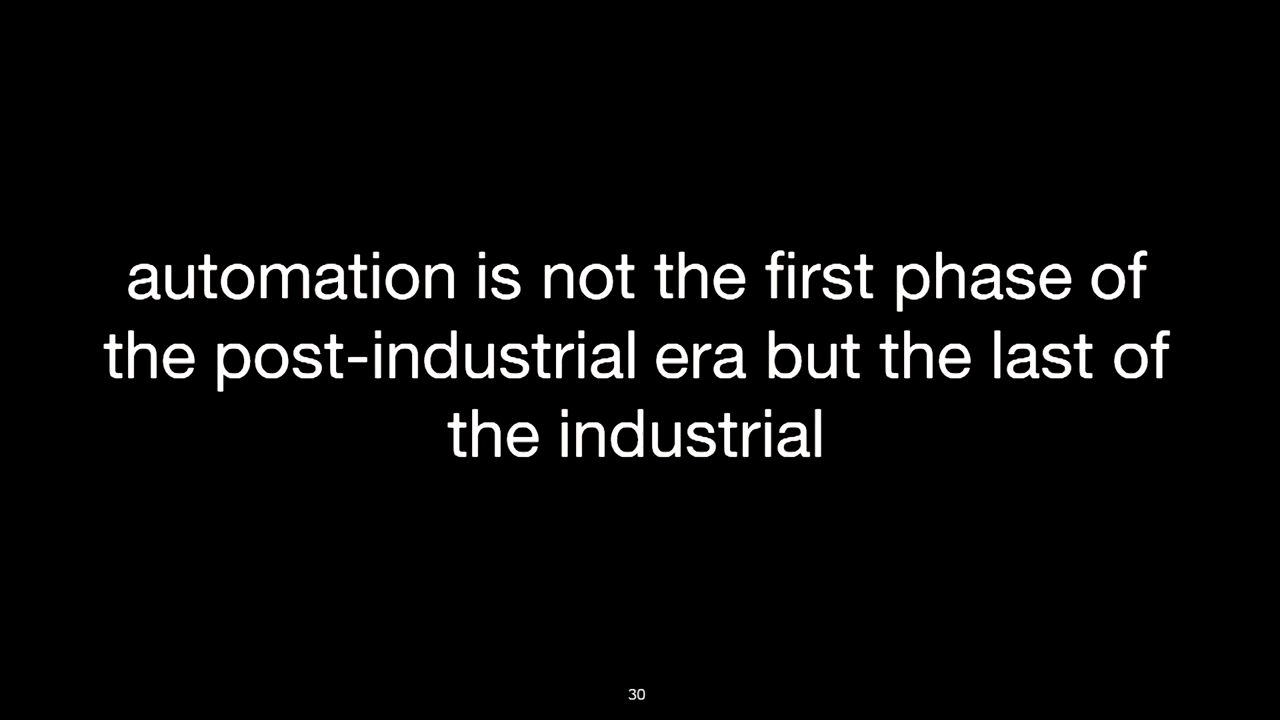 automation is not the first phase of
the post-industrial era but the last of
the industrial
30